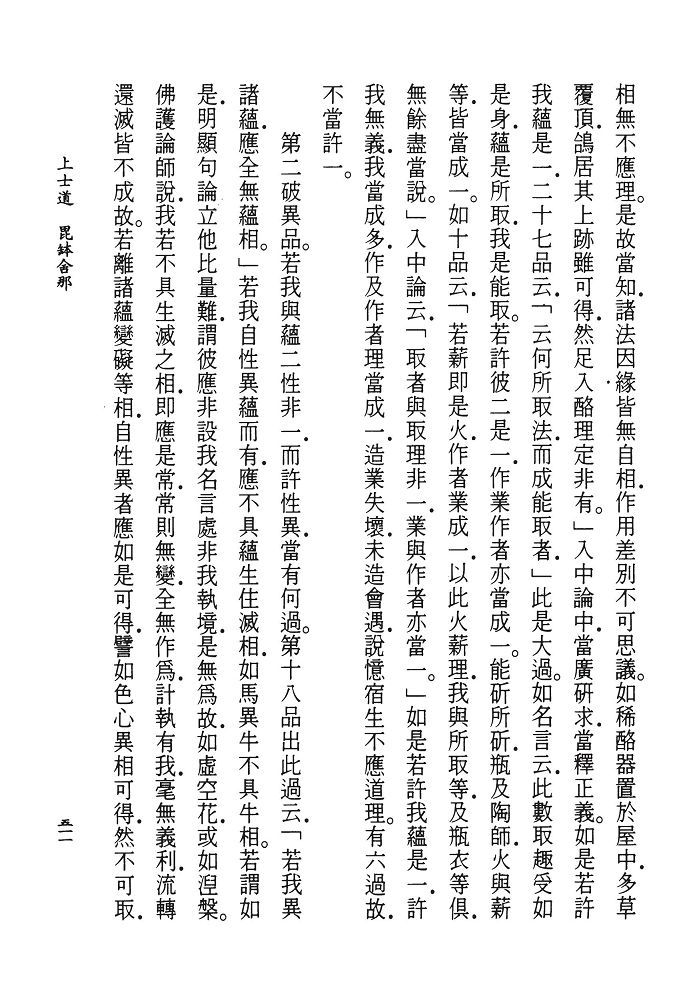 相無不應理。是故當知,諸法因緣皆無自相,作用差別不可思議。如稀酪器置於屋中,多草
覆頂,鴿居其上跡雖可得,然足入酪理定非有。」入中論中,當廣研求,當釋正義。如是若許
我蘊是一,二十七品云,「云何所取法,而成能取者」此是大過。如名言云,此數取趣受如
是身,蘊是所取,我是能取。若許彼二是一,作業作者亦當成一。能斫所斫,瓶及陶師,火與薪
等,皆當成一。如十品云,「若薪即是火,作者業成一,以此火薪理,我與所取等,及瓶衣等俱,
無餘盡當說。」入中論云,「取者與取理非一,業與作者亦當一。」如是若許我蘊是一,許
我無義,我當成多,作及作者理當成一,造業失壞,未造會遇,說憶宿生不應道理。有六過故,
不當許一。
第二破異品。若我與蘊二性非一,而許性異,當有何過。第十八品出此過云,「若我異
諸蘊,應全無蘊相。」若我自性異蘊而有,應不具蘊生住滅相,如馬異牛不具牛相。若謂如
是,明顯句論立他比量難,謂彼應非設我名言處,非我執境,是無爲故,如虛空花,或如涅槃。
佛護論師說,我若不具生滅之相,即應是常,常則無變,全無作爲,計執有我,毫無義利,流轉
還滅皆不成故。若離諸蘊變礙等相,自性異者應如是可得,譬如色心異相可得,然不可取,
上士道 毘鉢舍那
五一一